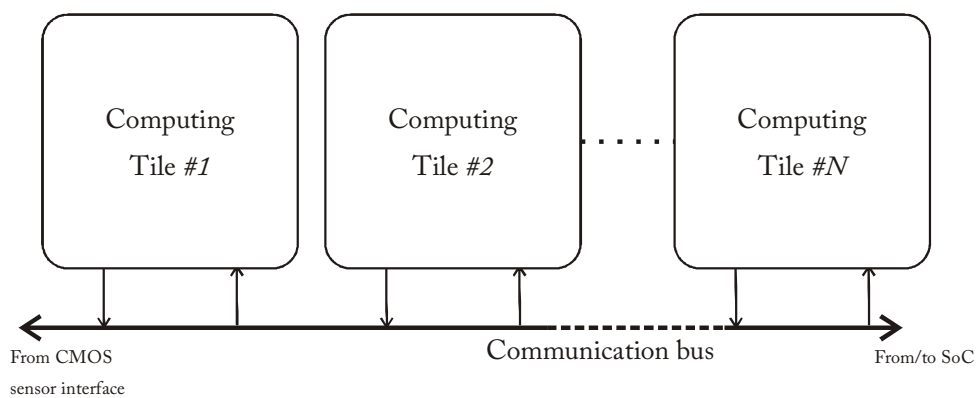 Computing
Tile #1
Computing
Tile #2
Computing
Tile #N
Communication bus
From CMOS
sensor interface
From/to SoC